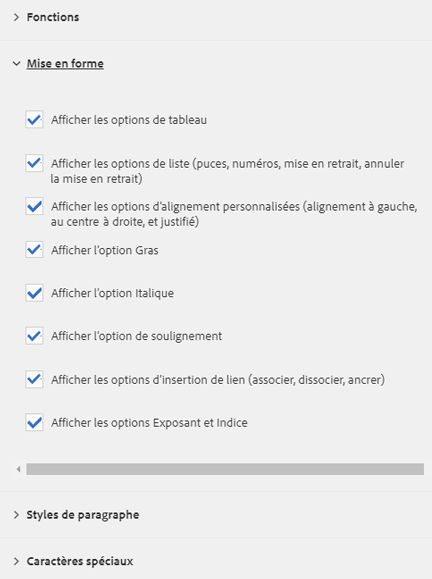 Fonctions
Mise en forme
Afficher les options de tableau
Afficher les options de liste (puces, numéros, mise en retrait, annuler
la mise en retrait)
Afficher les options d'alignement personnalisées (alignement à gauche,
au centre à droite, et justifié)
Afficher l'option Gras
Afficher l'option Italique
Afficher l'option de soulignement
Afficher les options d'insertion de lien (associer, dissocier, ancrer)
Afficher les options Exposant et Indice
Styles de paragraphe
Caractères spéciaux